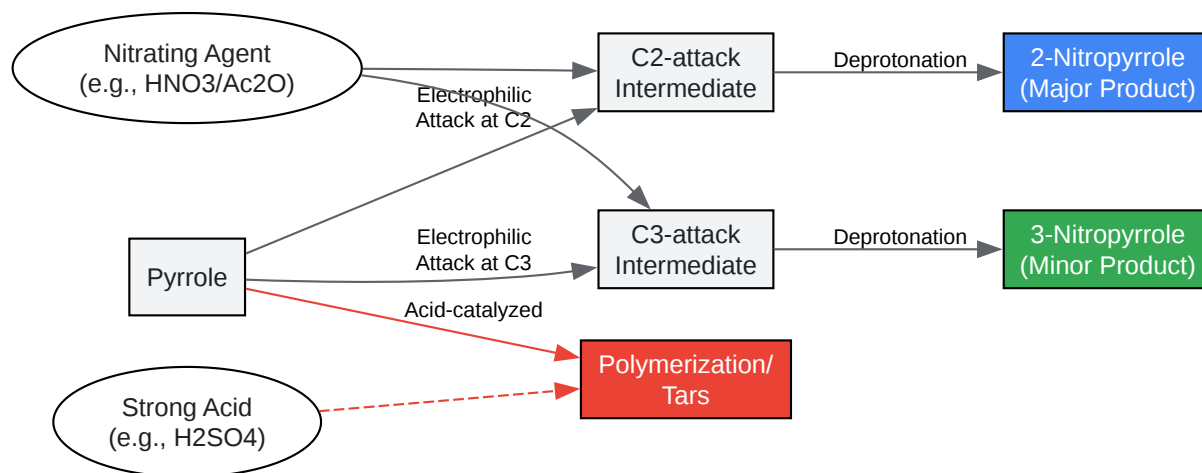 Nitrating Agent
(e.g., HNO3/Ac2O)
C2-attack
Intermediate
Deprotonation
2-Nitropyrrole
(Major Product)
Electrophilic
Attack at C2
Pyrrole
Electrophilic
Attack at C3
C3-attack
Intermediate
Deprotonation
3-Nitropyrrole
(Minor Product)
Acid-catalyzed
Polymerization/
Tars
Strong Acid
(e.g., H2SO4)